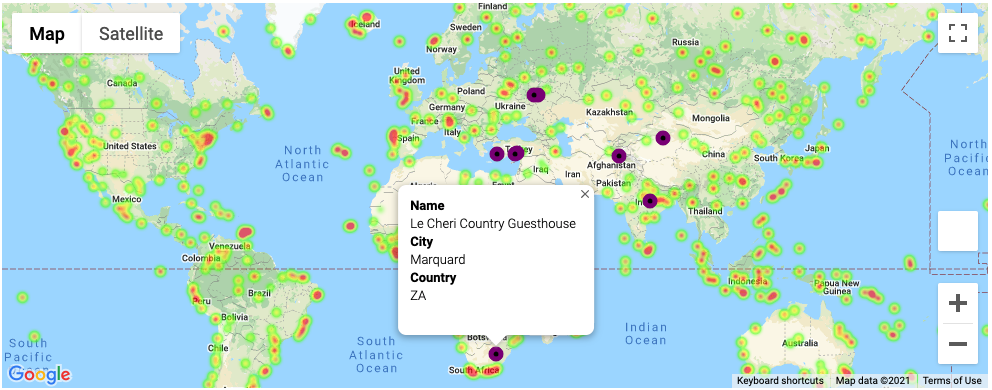 Map
Satellite
Iceland
Finland
Sweden
Norway
Russia
Canada
United
Kingdom
Poland
Germany
Ukraine
Kazakhstan
Mongolia
France
Italy
Spain
United States
North
Atlantic
Ocean
Iraq
Iran
Afghanistan
Pakistan
China
South Korea
Japan
North
Pacific
Ocean
Mexico
Thailand
Venezuela
Colombia
Peru
Brazil
Bolivia
Chile
Indonesia
Papua New
Guinea
Name
Le Cheri Country Guesthouse
City
Marquard
Country
ZA
×
South Africa
South
Pacific
Ocean
South
Atlantic
Ocean
Indian
Ocean
Australia
+
−
Google
Keyboard shortcuts
Map data ©2021
Terms of Use